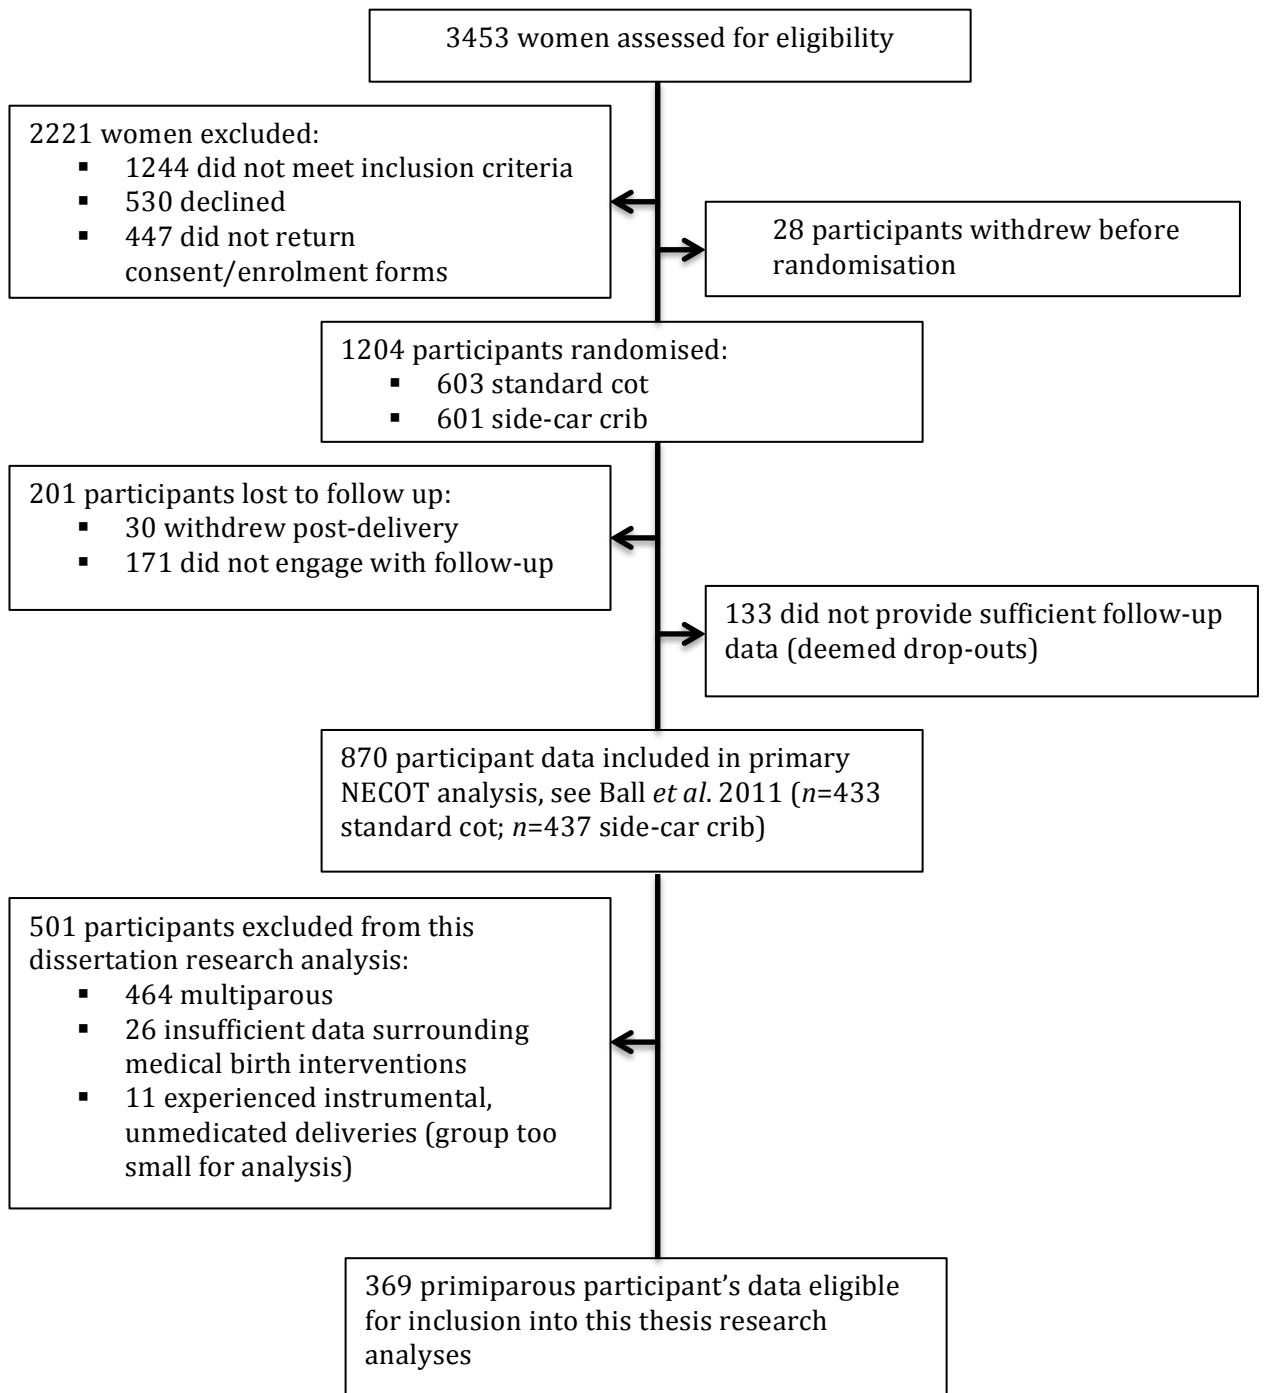 3453 women assessed for eligibility
2221 women excluded:
▪ 1244 did not meet inclusion criteria
▪ 530 declined
▪ 447 did not return
consent/enrolment forms
28 participants withdrew before
randomisation
1204 participants randomised:
▪ 603 standard cot
▪ 601 side-car crib
201 participants lost to follow up:
▪ 30 withdrew post-delivery
▪ 171 did not engage with follow-up
133 did not provide sufficient follow-up
data (deemed drop-outs)
870 participant data included in primary
NECOT analysis, see Ball et al. 2011 (n=433
standard cot; n=437 side-car crib)
501 participants excluded from this
dissertation research analysis:
▪ 464 multiparous
▪ 26 insufficient data surrounding
medical birth interventions
▪ 11 experienced instrumental,
unmedicated deliveries (group too
small for analysis)
369 primiparous participant’s data eligible
for inclusion into this thesis research
analyses